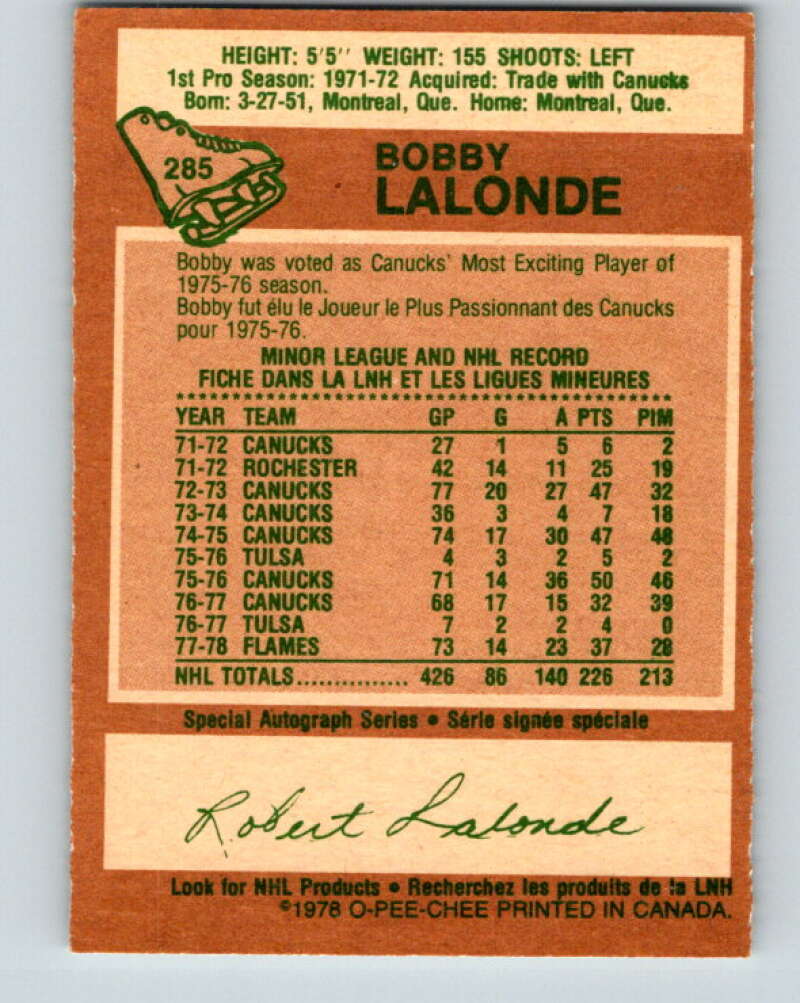 HEIGHT: 5'5'' WEIGHT: 155 SHOOTS: LEFT
1st Pro Season: 1971-72 Acquired: Trade with Canucks
Born: 3-27-51, Montreal, Que. Home: Montreal, Que.
285
BOBBY
LALONDE
Bobby was voted as Canucks' Most Exciting Player of
1975-76 season.
Bobby fut élu le Joueur le Plus Passionnant des Canucks
pour 1975-76.
MINOR LEAGUE AND NHL RECORD
FICHE DANS LA LNH ET LES LIGUES MINEURES
YEAR TEAM GP G A PTS PIM
71-72 CANUCKS 27 1 5 6 2
71-72 ROCHESTER 42 14 11 25 19
72-73 CANUCKS 77 20 27 47 32
73-74 CANUCKS 36 3 4 7 18
74-75 CANUCKS 74 17 30 47 48
75-76 TULSA 4 3 2 5 2
75-76 CANUCKS 71 14 36 50 46
76-77 CANUCKS 68 17 15 32 39
76-77 TULSA 7 2 2 4 0
77-78 FLAMES 73 14 23 37 28
NHL TOTALS............... 426 86 140 226 213
Special Autograph Series • Série signée spéciale
Robert Lalonde
Look for NHL Products • Recherchez les produits de la LNH
©1978 O-PEE-CHEE PRINTED IN CANADA.